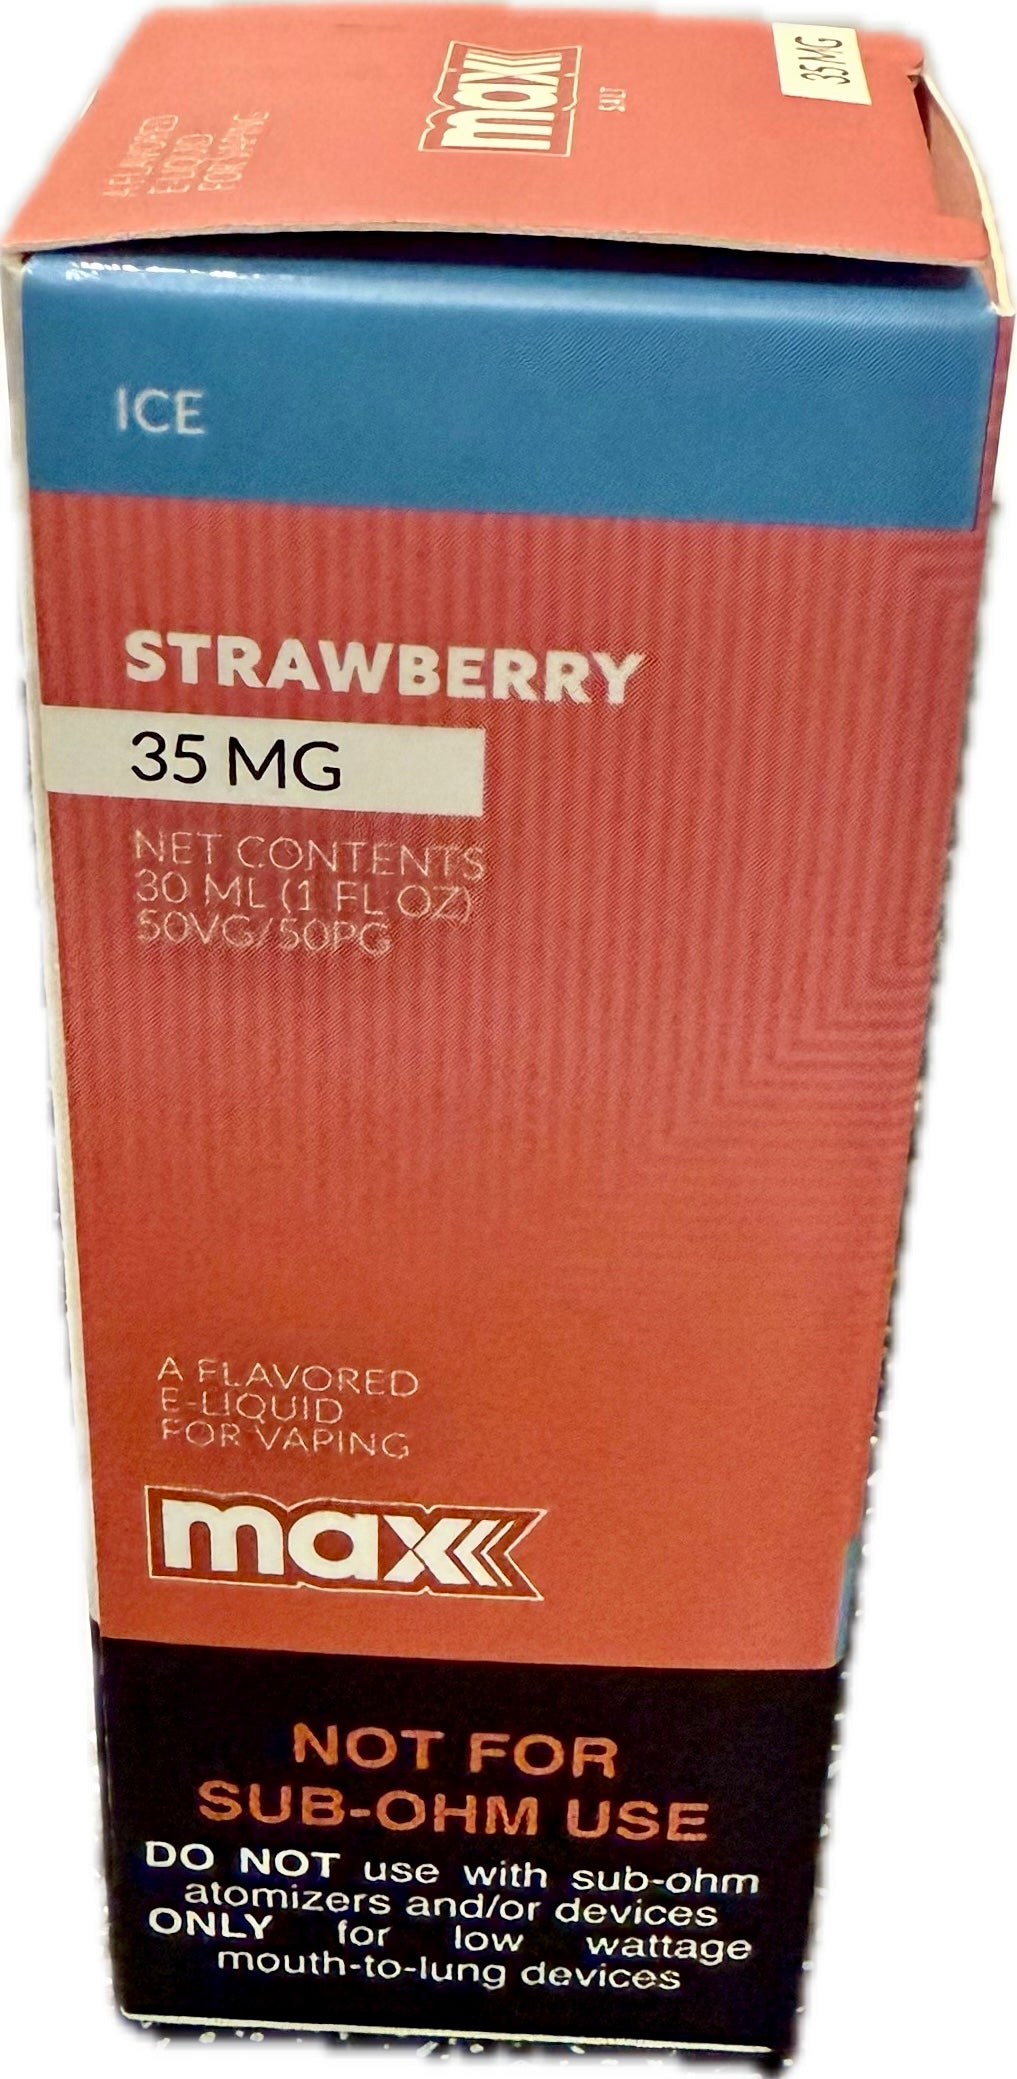 A FLAVORED
E-LIQUID
FOR VAPING
max
SALT
35 MG
ICE
STRAWBERRY
35 MG
NET CONTENTS
30 ML (1 FL OZ)
50VG/50PG
A FLAVORED
E-LIQUID
FOR VAPING
max
NOT FOR
SUB-OHM USE
DO NOT use with sub-ohm
atomizers and/or devices
ONLY for low wattage
mouth-to-lung devices